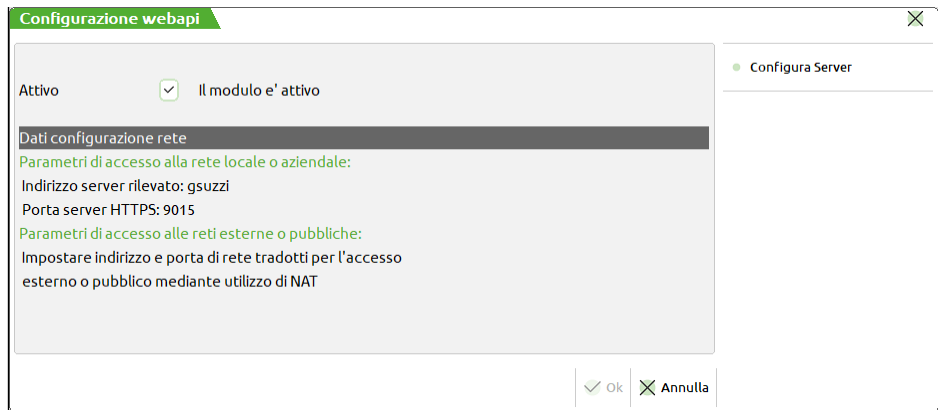 Configurazione webapi
Configura Server
Attivo Il modulo e' attivo
Dati configurazione rete
Parametri di accesso alla rete locale o aziendale:
Indirizzo server rilevato: gsuzzi
Porta server HTTPS: 9015
Parametri di accesso alle reti esterne o pubbliche:
Impostare indirizzo e porta di rete tradotti per l'accesso
esterno o pubblico mediante utilizzo di NAT
Ok Annulla